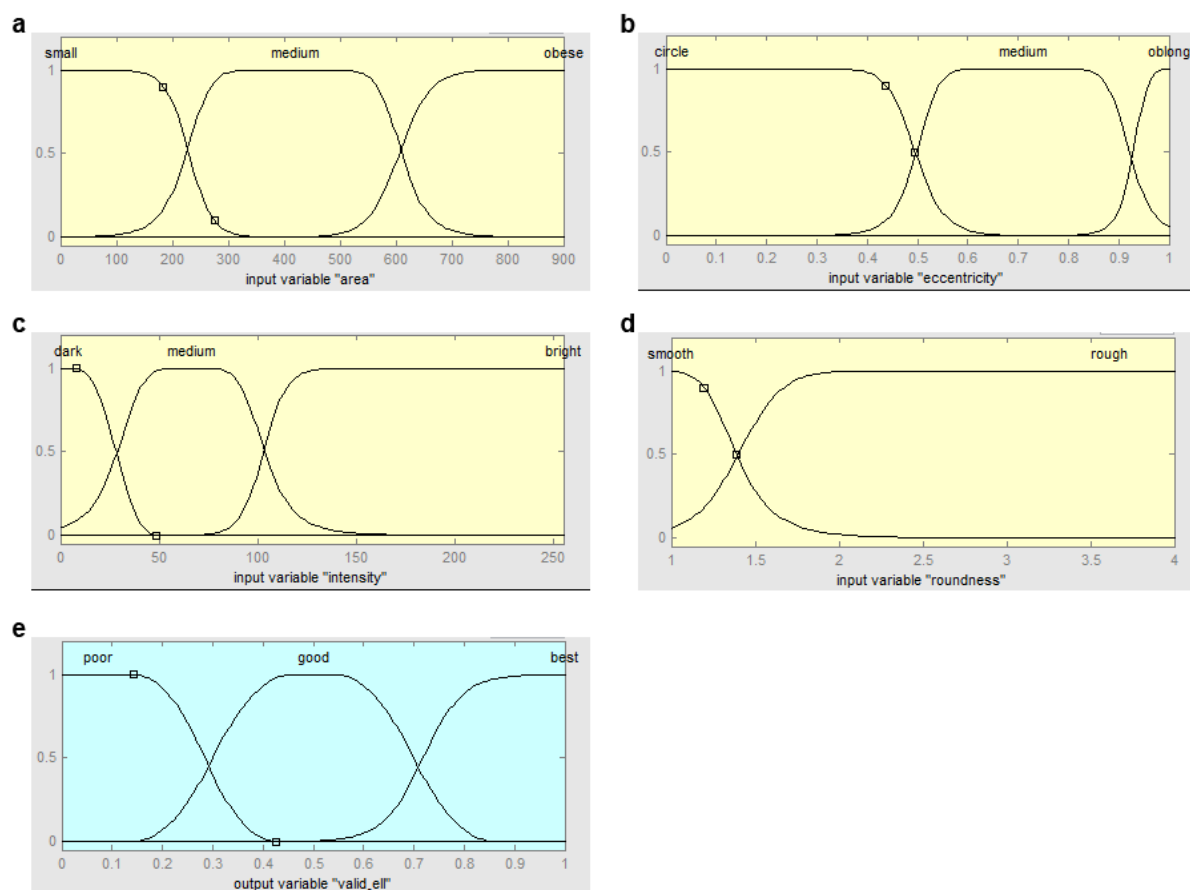 a
small medium obese
1
0.5
0
0 100 200 300 400 500 600 700 800 900
input variable "area"
b
circle medium oblong
1
0.5
0
0 0.1 0.2 0.3 0.4 0.5 0.6 0.7 0.8 0.9 1
input variable "eccentricity"
c
dark medium bright
1
0.5
0
0 50 100 150 200 250
input variable "intensity"
d
smooth rough
1
0.5
0
1 1.5 2 2.5 3 3.5 4
input variable "roundness"
e
poor good best
1
0.5
0
0 0.1 0.2 0.3 0.4 0.5 0.6 0.7 0.8 0.9 1
output variable "valid_ell"